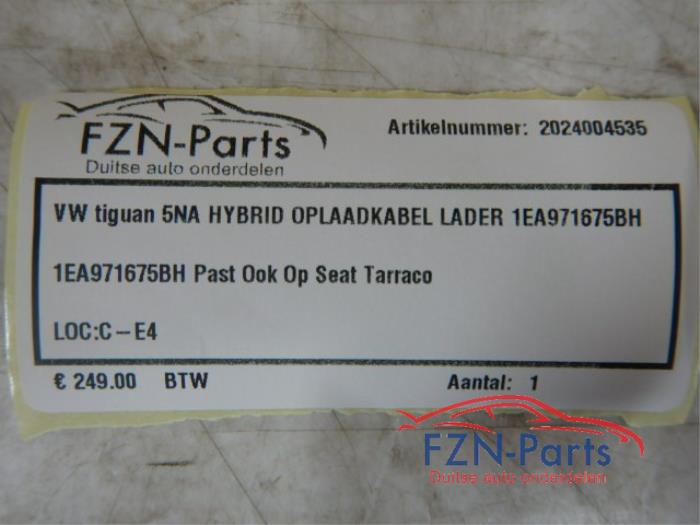 FZN-Parts
Duitse auto onderdelen
Artikelnummer: 2024004535
VW tiguan 5NA HYBRID OPLAADKABEL LADER 1EA971675BH
1EA971675BH Past Ook Op Seat Tarraco
LOC:C-E4
€ 249.00 BTW
Aantal: 1
FZN-Parts
Duitse auto onderdelen